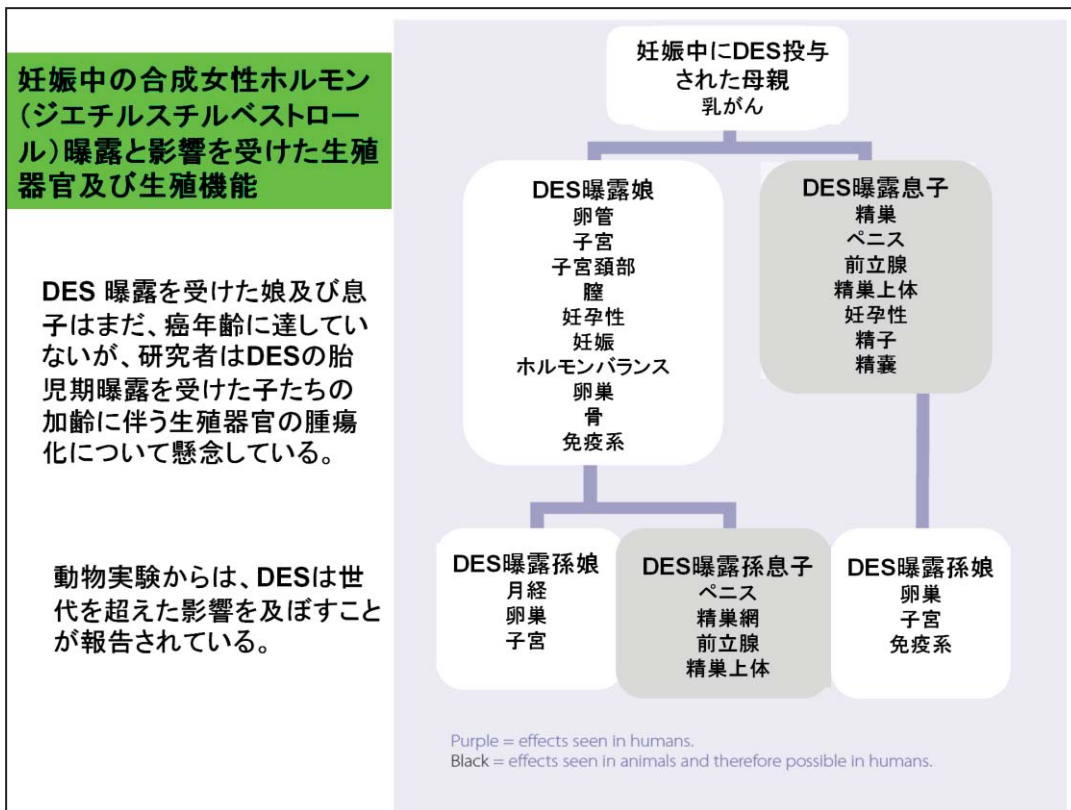 妊娠中の合成女性ホルモン
(ジエチルスチルベストロー
ル)曝露と影響を受けた生殖
器官及び生殖機能
DES 曝露を受けた娘及び息
子はまだ、癌年齢に達してい
ないが、研究者はDESの胎
児期曝露を受けた子たちの
加齢に伴う生殖器官の腫瘍
化について懸念している。
動物実験からは、DESは世
代を超えた影響を及ぼすこと
が報告されている。
妊娠中にDES投与
された母親
乳がん
DES曝露娘
卵管
子宮
子宮頚部
膣
妊孕性
妊娠
ホルモンバランス
卵巣
骨
免疫系
DES曝露息子
精巣
ペニス
前立腺
精巣上体
妊孕性
精子
精嚢
DES曝露孫娘
月経
卵巣
子宮
DES曝露孫息子
ペニス
精巣網
前立腺
精巣上体
DES曝露孫娘
卵巣
子宮
免疫系
Purple = effects seen in humans.
Black = effects seen in animals and therefore possible in humans.